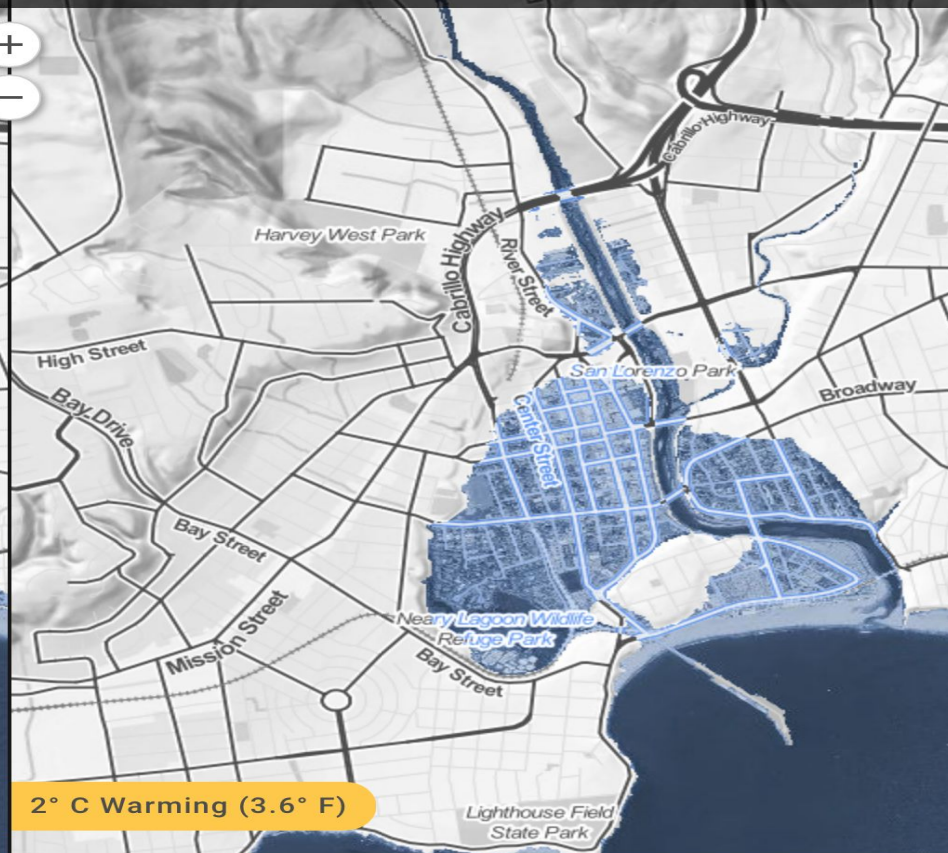 +
−
Cabrillo Highway
Harvey West Park
Cabrillo Highway
River Street
High Street
San Lorenzo Park
Bay Drive
Center Street
Broadway
Bay Street
Neary Lagoon Wildlife
Refuge Park
Mission Street
Bay Street
2° C Warming (3.6° F)
Lighthouse Field
State Park